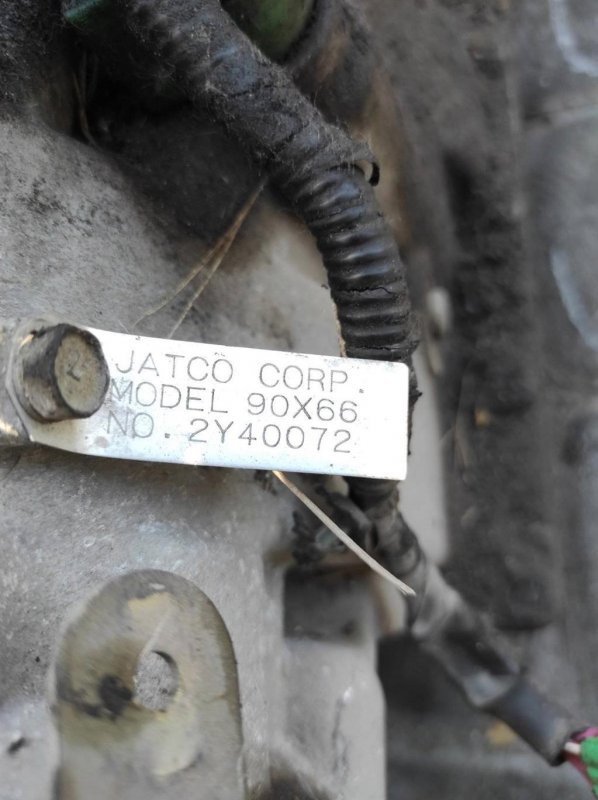 JATCO CORP.
MODEL 90X66
NO. 2Y40072